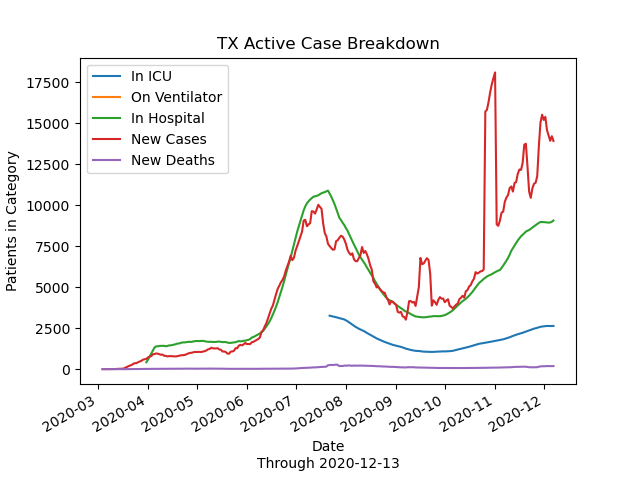 TX Active Case Breakdown
In ICU
On Ventilator
In Hospital
New Cases
New Deaths
Patients in Category
17500
15000
12500
10000
7500
5000
2500
0
2020-03
2020-04
2020-05
2020-06
2020-07
2020-08
2020-09
2020-10
2020-11
2020-12
Date
Through 2020-12-13